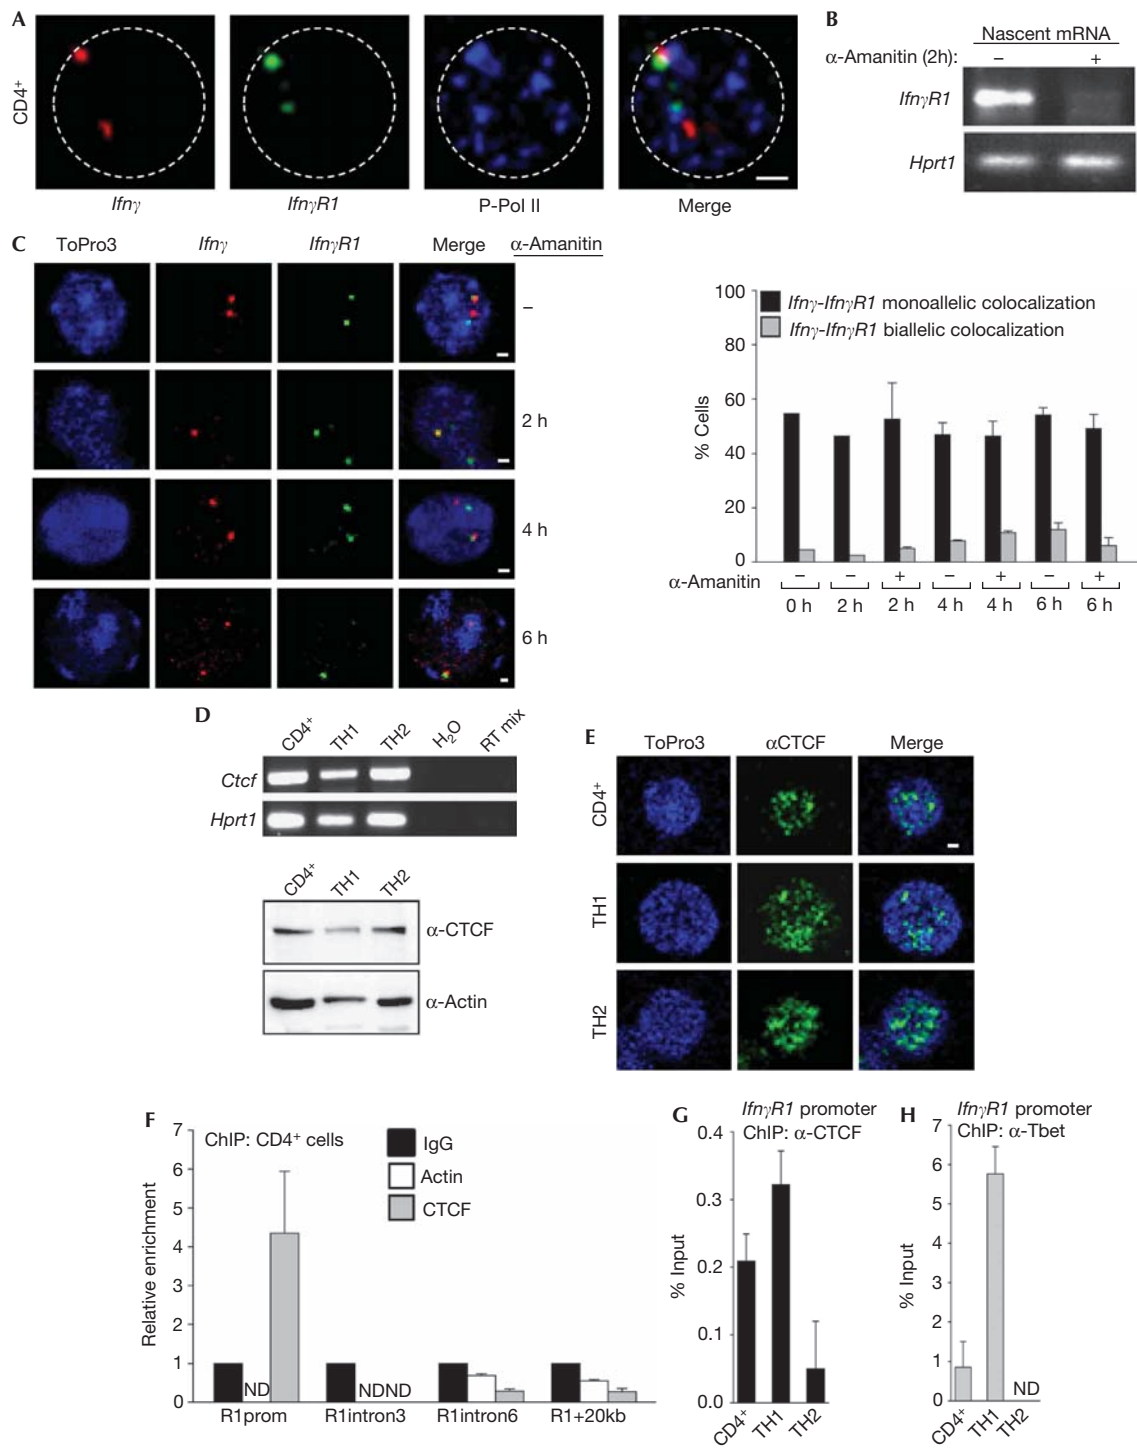 A
CD4⁺
Ifnγ
IfnγR1
P-Pol II
Merge
B
Nascent mRNA
α-Amanitin (2h): – +
IfnγR1
Hprt1
C
ToPro3 Ifnγ IfnγR1 Merge α-Amanitin
–
2 h
4 h
6 h
Ifnγ-IfnγR1 monoallelic colocalization
Ifnγ-IfnγR1 biallelic colocalization
% Cells
100
80
60
40
20
0
α-Amanitin – – + – + – +
0 h 2 h 2 h 4 h 4 h 6 h 6 h
D
CD4⁺ TH1 TH2 H₂O RT mix
Ctcf
Hprt1
CD4⁺ TH1 TH2
α-CTCF
α-Actin
E
ToPro3 αCTCF Merge
CD4⁺
TH1
TH2
F
ChIP: CD4⁺ cells
IgG
Actin
CTCF
Relative enrichment
7
6
5
4
3
2
1
0
ND NDND
R1prom R1intron3 R1intron6 R1+20kb
G
IfnγR1 promoter
ChIP: α-CTCF
% Input
0.4
0.3
0.2
0.1
0.0
CD4⁺ TH1 TH2
H
IfnγR1 promoter
ChIP: α-Tbet
% Input
7
6
5
4
3
2
1
0
ND
CD4⁺ TH1 TH2